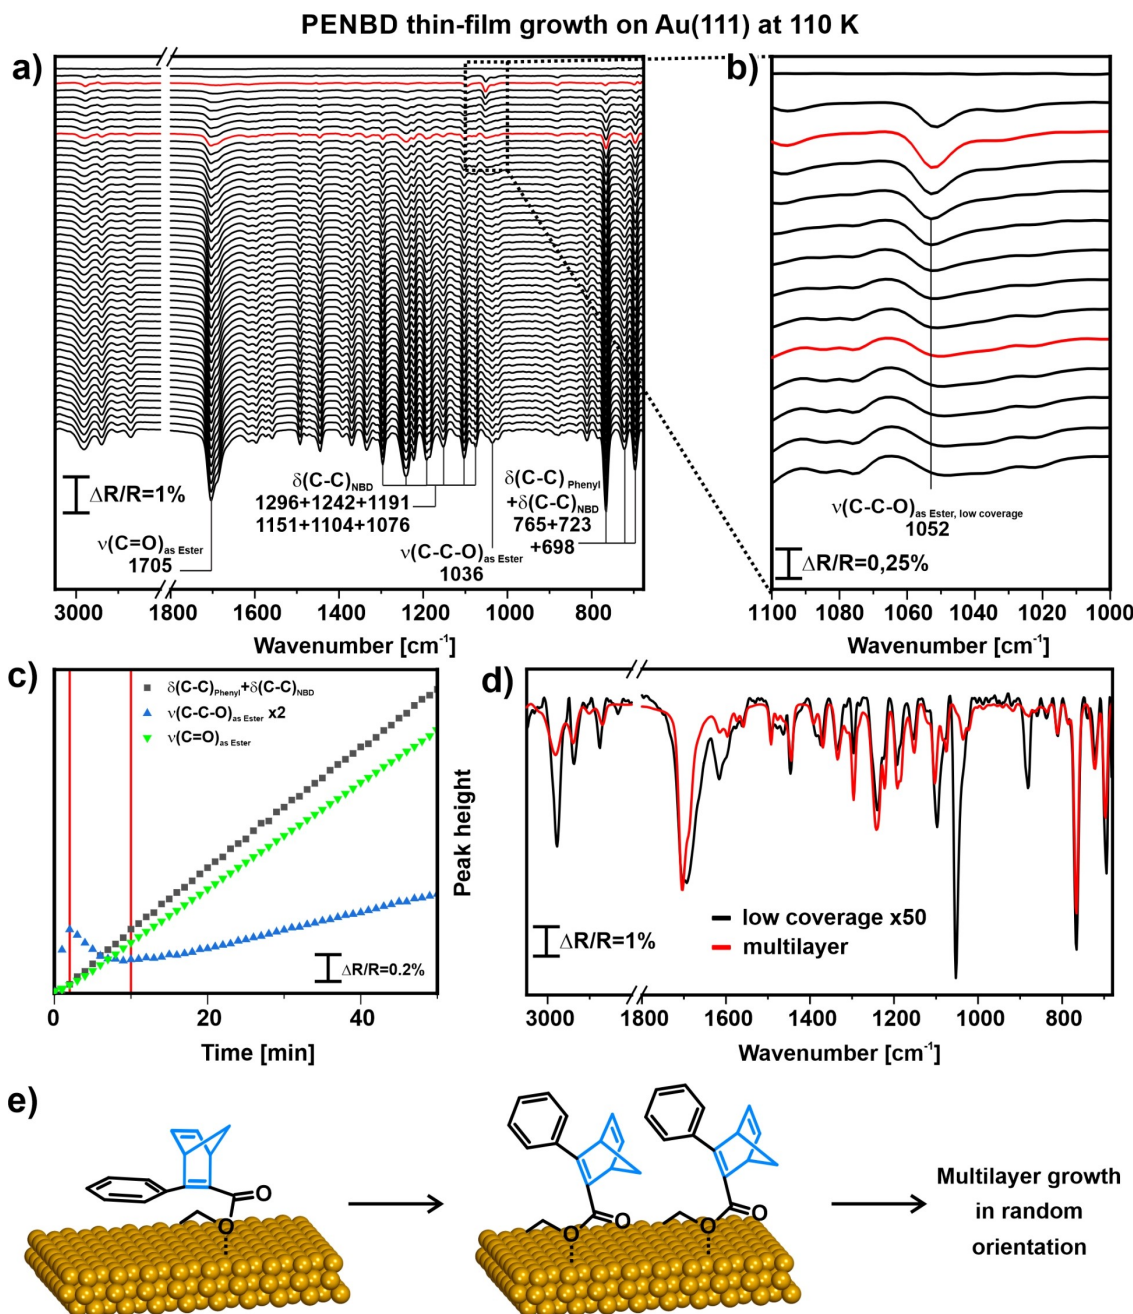 PENBD thin-film growth on Au(111) at 110 K
a)
ΔR/R=1%
δ(C-C)NBD
1296+1242+1191
1151+1104+1076
δ(C-C) Phenyl
+δ(C-C)NBD
765+723
+698
ν(C=O)as Ester
1705
ν(C-C-O)as Ester
1036
3000 1800 1600 1400 1200 1000 800
Wavenumber [cm-1]
b)
ν(C-C-O)as Ester, low coverage
1052
ΔR/R=0,25%
1100 1080 1060 1040 1020 1000
Wavenumber [cm-1]
c)
δ(C-C)Phenyl+δ(C-C)NBD
ν(C-C-O)as Ester x2
ν(C=O)as Ester
ΔR/R=0.2%
Peak height
0 20 40
Time [min]
d)
low coverage x50
multilayer
ΔR/R=1%
3000 1800 1600 1400 1200 1000 800
Wavenumber [cm-1]
e)
O
O
O
O
O
O
Multilayer growth
in random
orientation